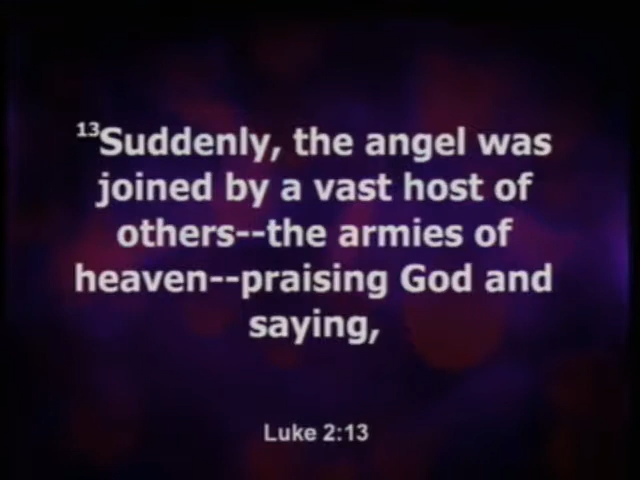 13Suddenly, the angel was
joined by a vast host of
others--the armies of
heaven--praising God and
saying,
Luke 2:13